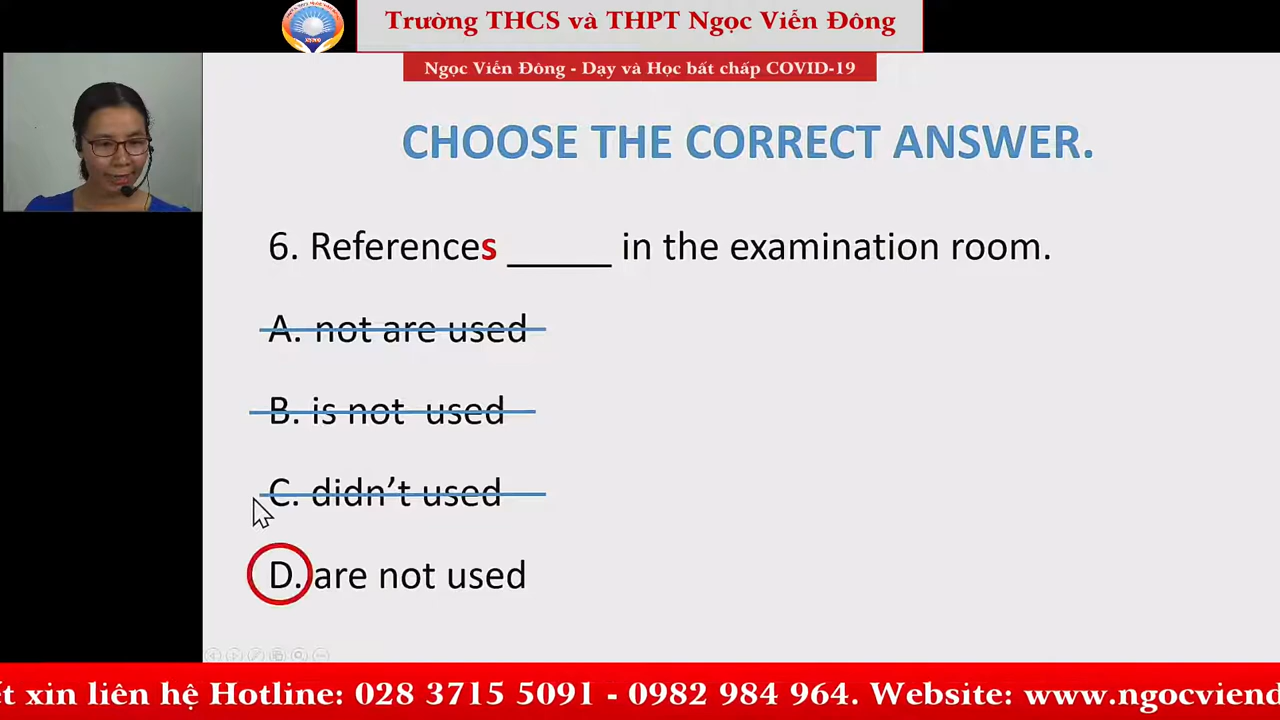 Trường THCS và THPT Ngọc Viễn Đông
Ngọc Viễn Đông - Dạy và Học bất chấp COVID-19
CHOOSE THE CORRECT ANSWER.
6. References _____ in the examination room.
A. not are used
B. is not used
C. didn’t used
D. are not used
xin liên hệ Hotline: 028 3715 5091 - 0982 984 964. Website: www.ngocviend